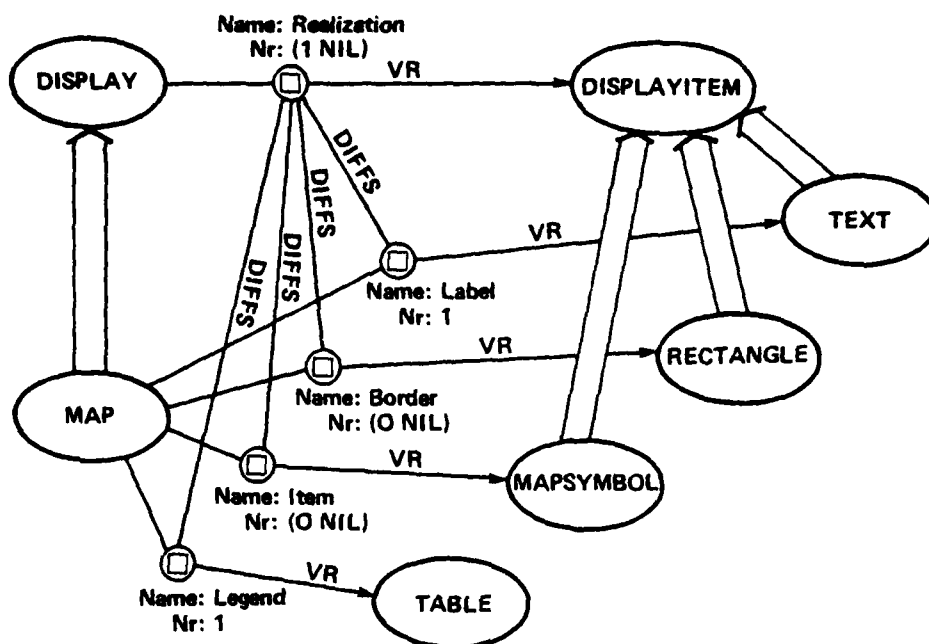 Name: Realization
Nr: (1 NIL)
DISPLAY
VR
DISPLAYITEM
DIFFS
DIFFS
DIFFS
DIFFS
VR
TEXT
Name: Label
Nr: 1
VR
RECTANGLE
MAP
Name: Border
Nr: (0 NIL)
VR
MAPSYMBOL
Name: Item
Nr: (0 NIL)
VR
TABLE
Name: Legend
Nr: 1